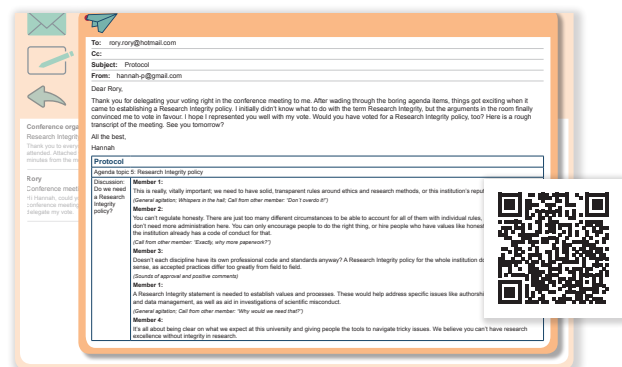 To: rory.rory@hotmail.com
Cc:
Subject: Protocol
From: hannah-p@gmail.com
Dear Rory,
Thank you for delegating your voting right in the conference meeting to me. After wading through the boring agenda items, things got exciting when it
came to establishing a Research Integrity policy. I initially didn't know what to do with the term Research Integrity, but the arguments in the room finally
convinced me to vote in favour. I hope I represented you well with my vote. Would you have voted for a Research Integrity policy, too? Here is a rough
transcript of the meeting. See you tomorrow?
All the best,
Hannah
Protocol
Agenda topic 5: Research Integrity policy
Discussion:
Do we need
a Research
Integrity
policy?
Member 1:
This is really, vitally important; we need to have solid, transparent rules around ethics and research methods, or this institution's
(General agitation; Whispers in the hall; Call from other member: "Don't overdo it!")
Member 2:
You can't regulate honesty. There are just too many different circumstances to be able to account for all of them with individual rules,
don't need more administration here. You can only encourage people to do the right thing, or hire people who have values like
the institution already has a code of conduct for that.
(Call from other member: "Exactly, why more paperwork?")
Member 3:
Doesn't each discipline have its own professional code and standards anyway? A Research Integrity policy for the whole institution
sense, as accepted practices differ too greatly from field to field.
(Sounds of approval and positive comments)
Member 1:
A Research Integrity statement is needed to establish values and processes. These would help address specific issues like
and data management, as well as aid in investigations of scientific misconduct.
(General agitation; Call from other member: "Why would we need that?")
Member 4:
It's all about being clear on what we expect at this university and giving people the tools to navigate tricky issues. We believe you can't have research
excellence without integrity in research.
Conference
Research
Thank you to
attended. Attached
minutes from the
Rory
Conference
Hi Hannah, could
conference
delegate my vote.